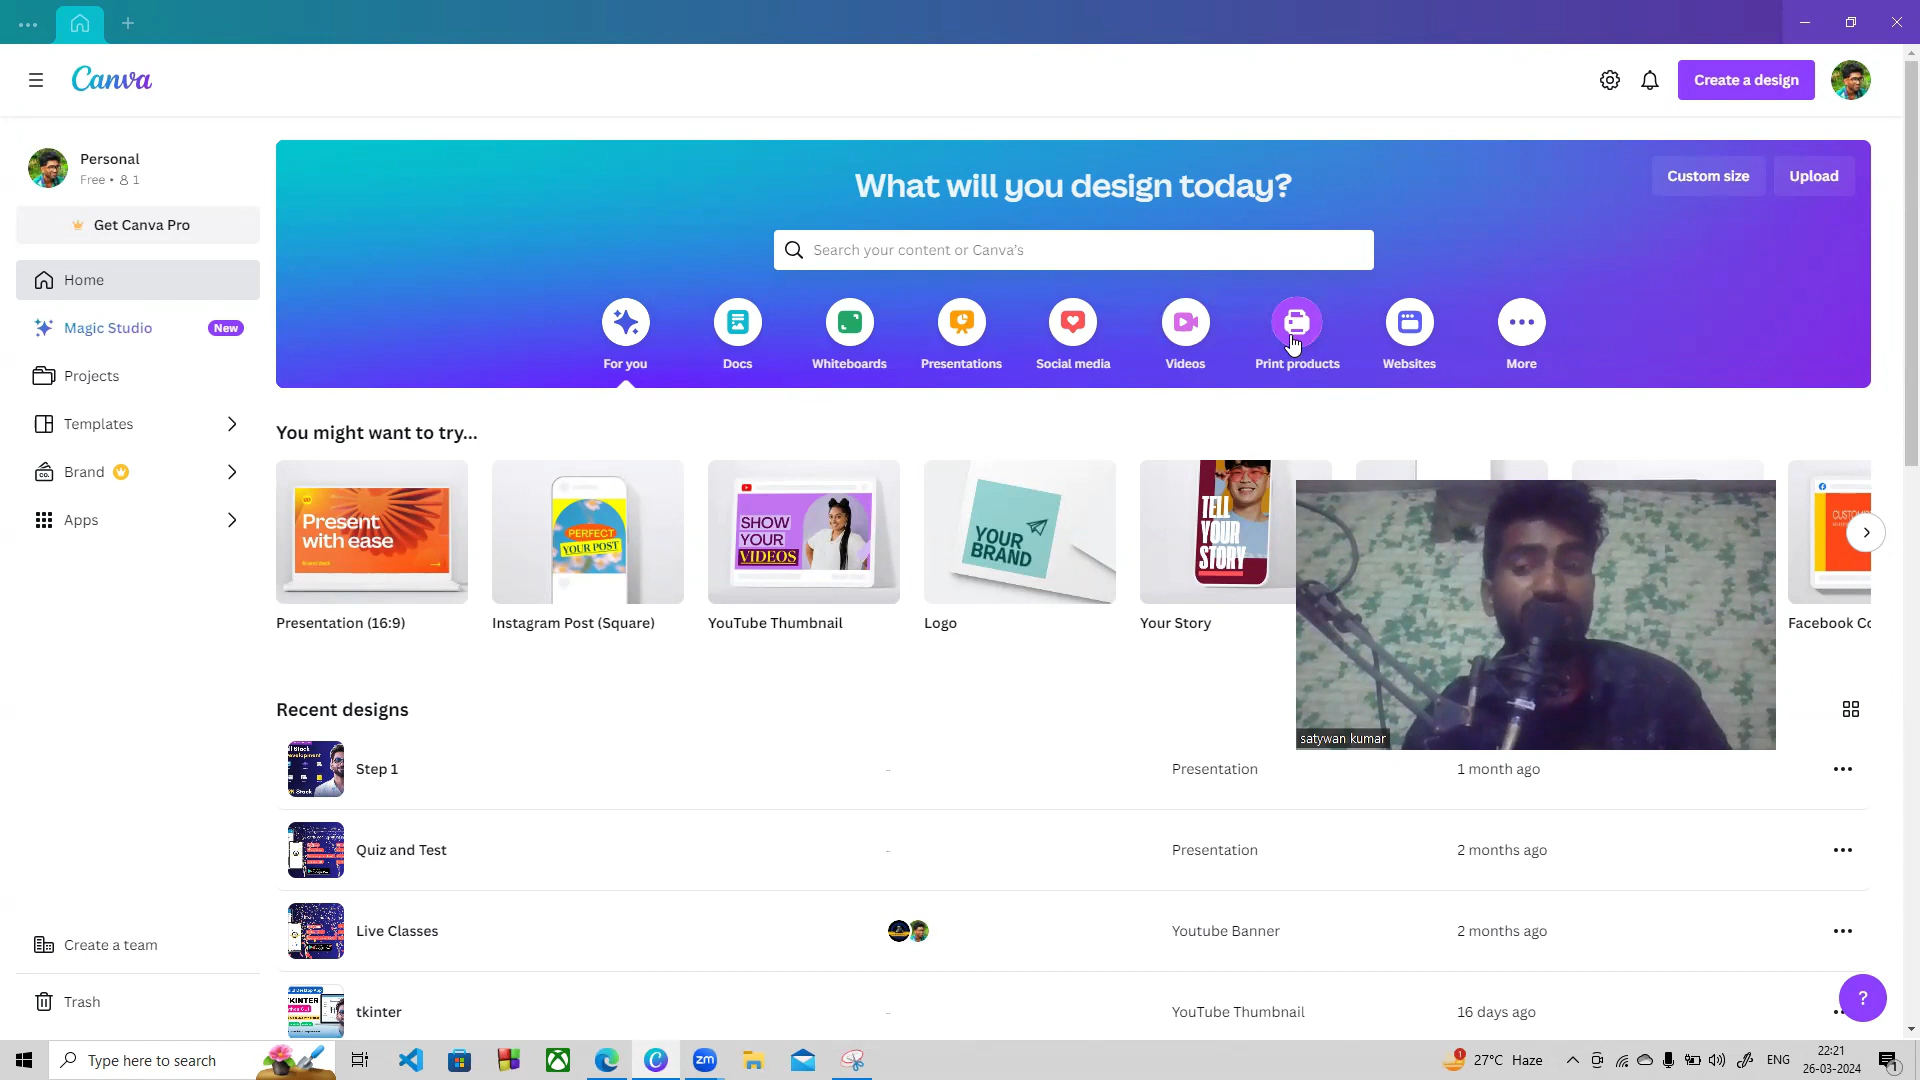 Canva
Create a design
Personal
Free • 1
Get Canva Pro
Home
Magic Studio
New
Projects
Templates
Brand
Apps
Create a team
Trash
What will you design today?
Custom size
Upload
Search your content or Canva's
For you
Docs
Whiteboards
Presentations
Social media
Videos
Print products
Websites
More
You might want to try...
Present
with ease
PERFECT
YOUR POST
SHOW
YOUR
VIDEOS
YOUR
BRAND
TELL
YOUR
STORY
Presentation (16:9)
Instagram Post (Square)
YouTube Thumbnail
Logo
Your Story
Facebook Co
satywan kumar
Recent designs
Step 1
-
Presentation
1 month ago
Quiz and Test
-
Presentation
2 months ago
Live Classes
Youtube Banner
2 months ago
tkinter
-
YouTube Thumbnail
16 days ago
?
Type here to search
zm
1
27°C Haze
ENG
22:21
26-03-2024
1